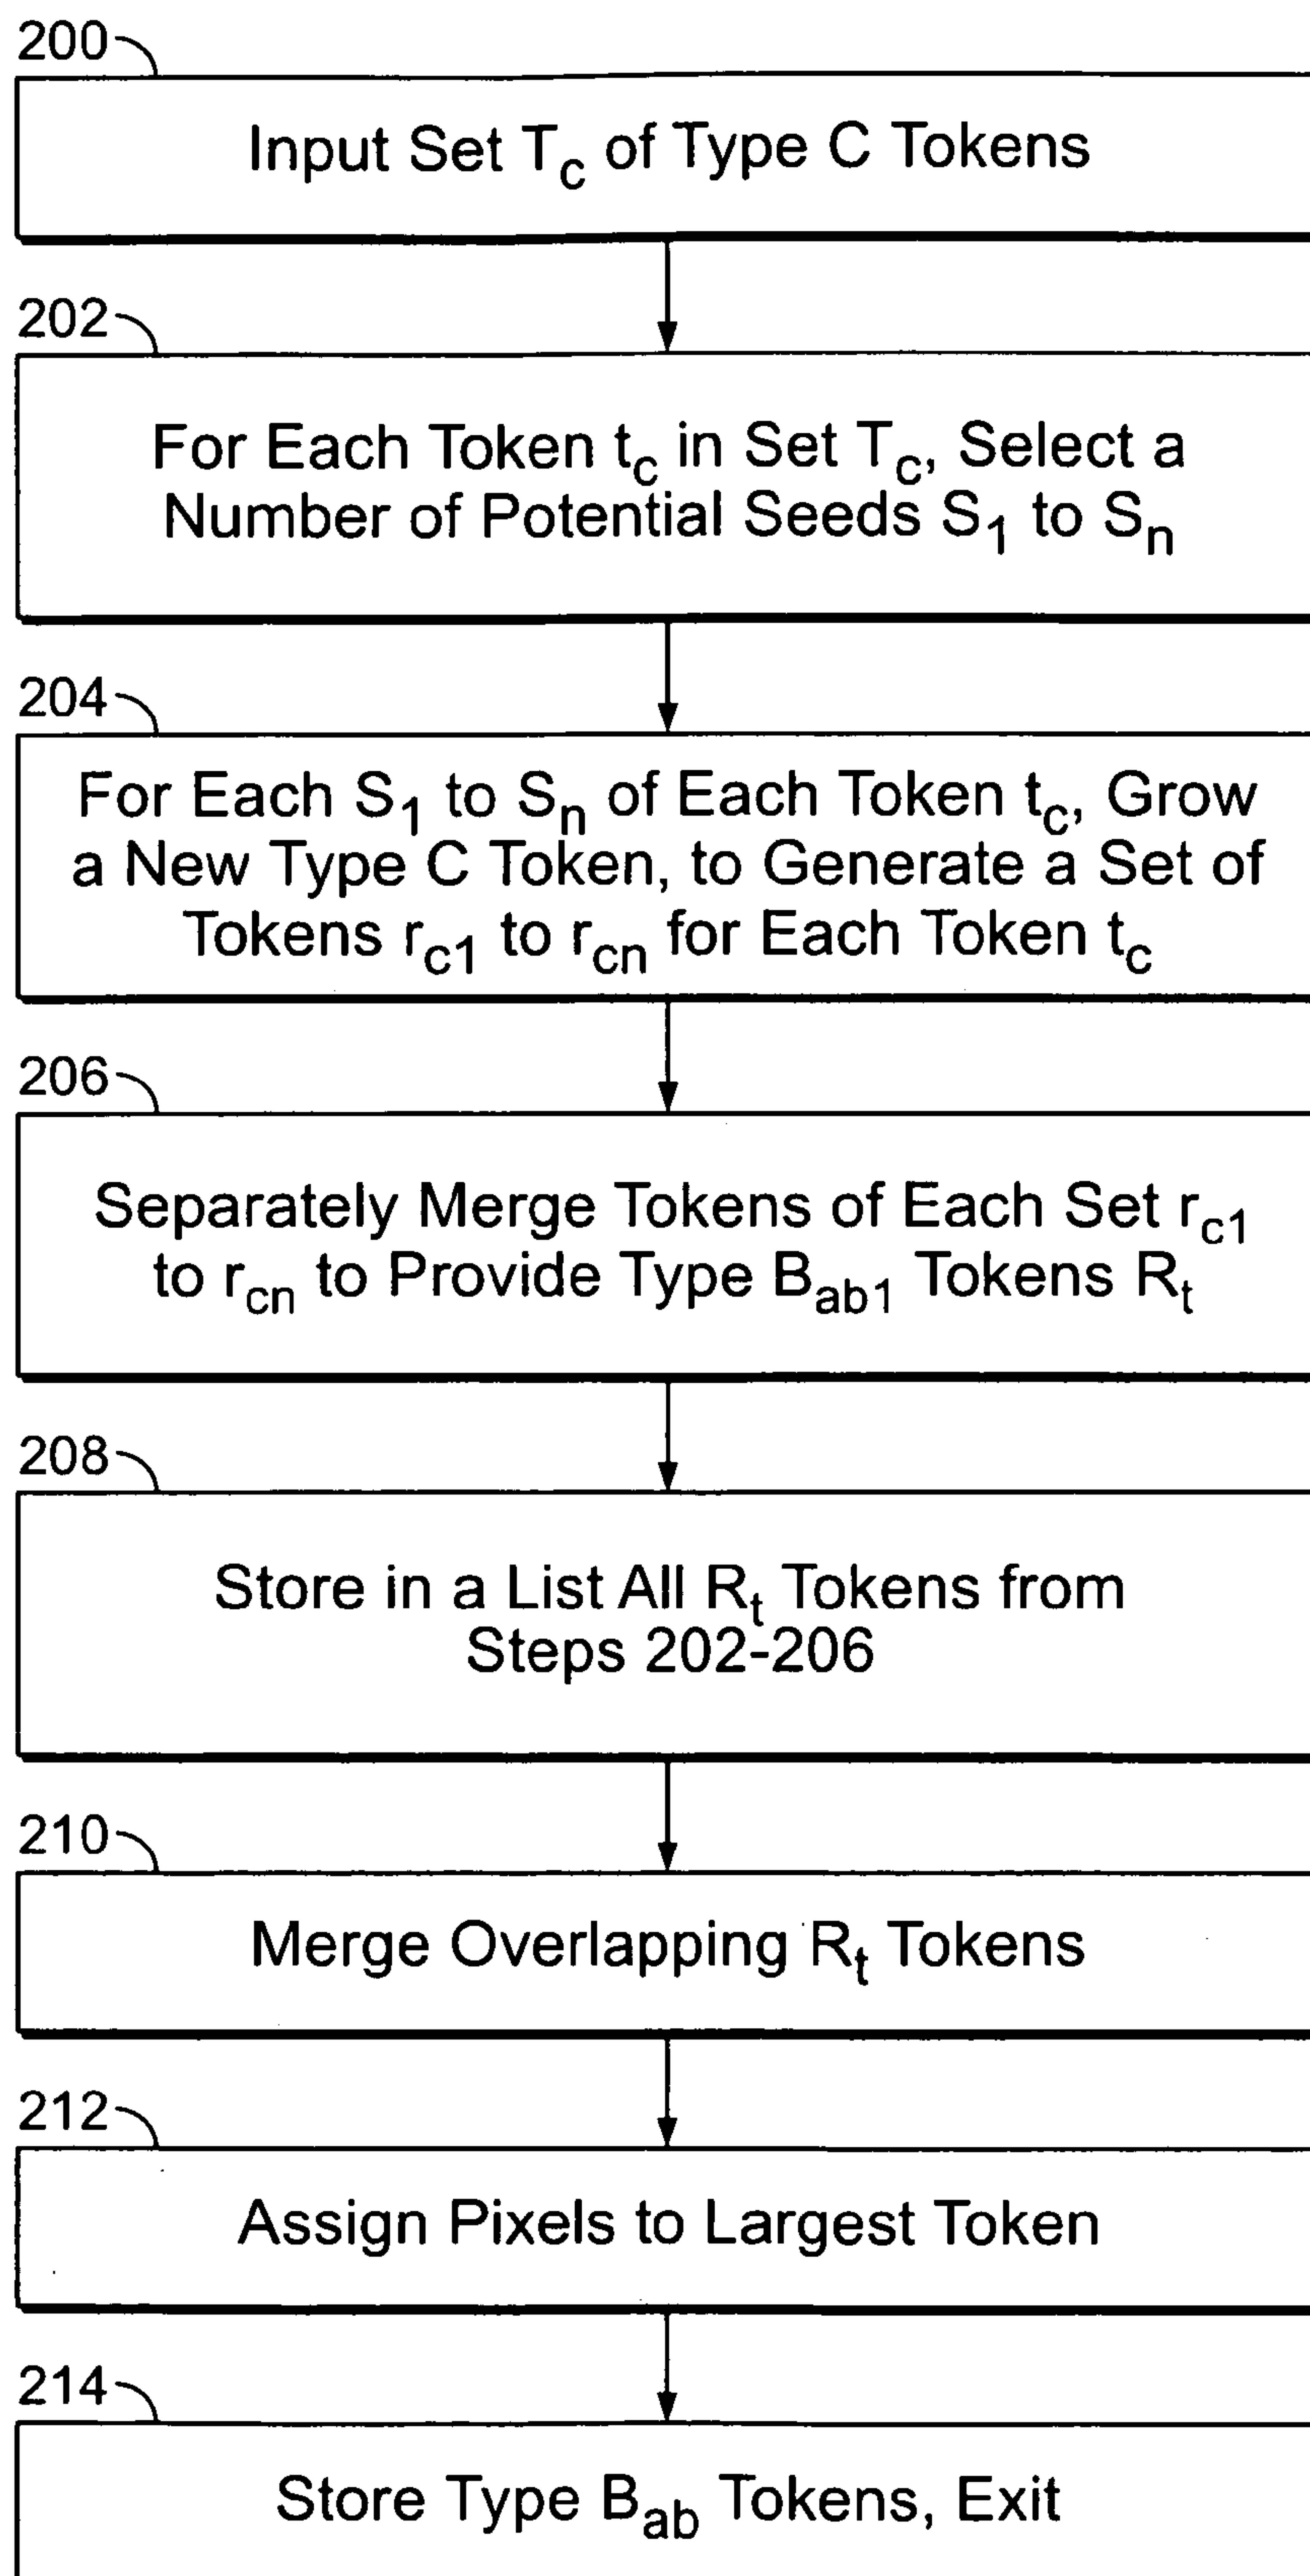 200
Input Set Tc of Type C Tokens
202
For Each Token tc in Set Tc, Select a
Number of Potential Seeds S1 to Sn
204
For Each S1 to Sn of Each Token tc, Grow
a New Type C Token, to Generate a Set of
Tokens rc1 to rcn for Each Token tc
206
Separately Merge Tokens of Each Set rc1
to rcn to Provide Type Bab1 Tokens Rt
208
Store in a List All Rt Tokens from
Steps 202-206
210
Merge Overlapping Rt Tokens
212
Assign Pixels to Largest Token
214
Store Type Bab Tokens, Exit